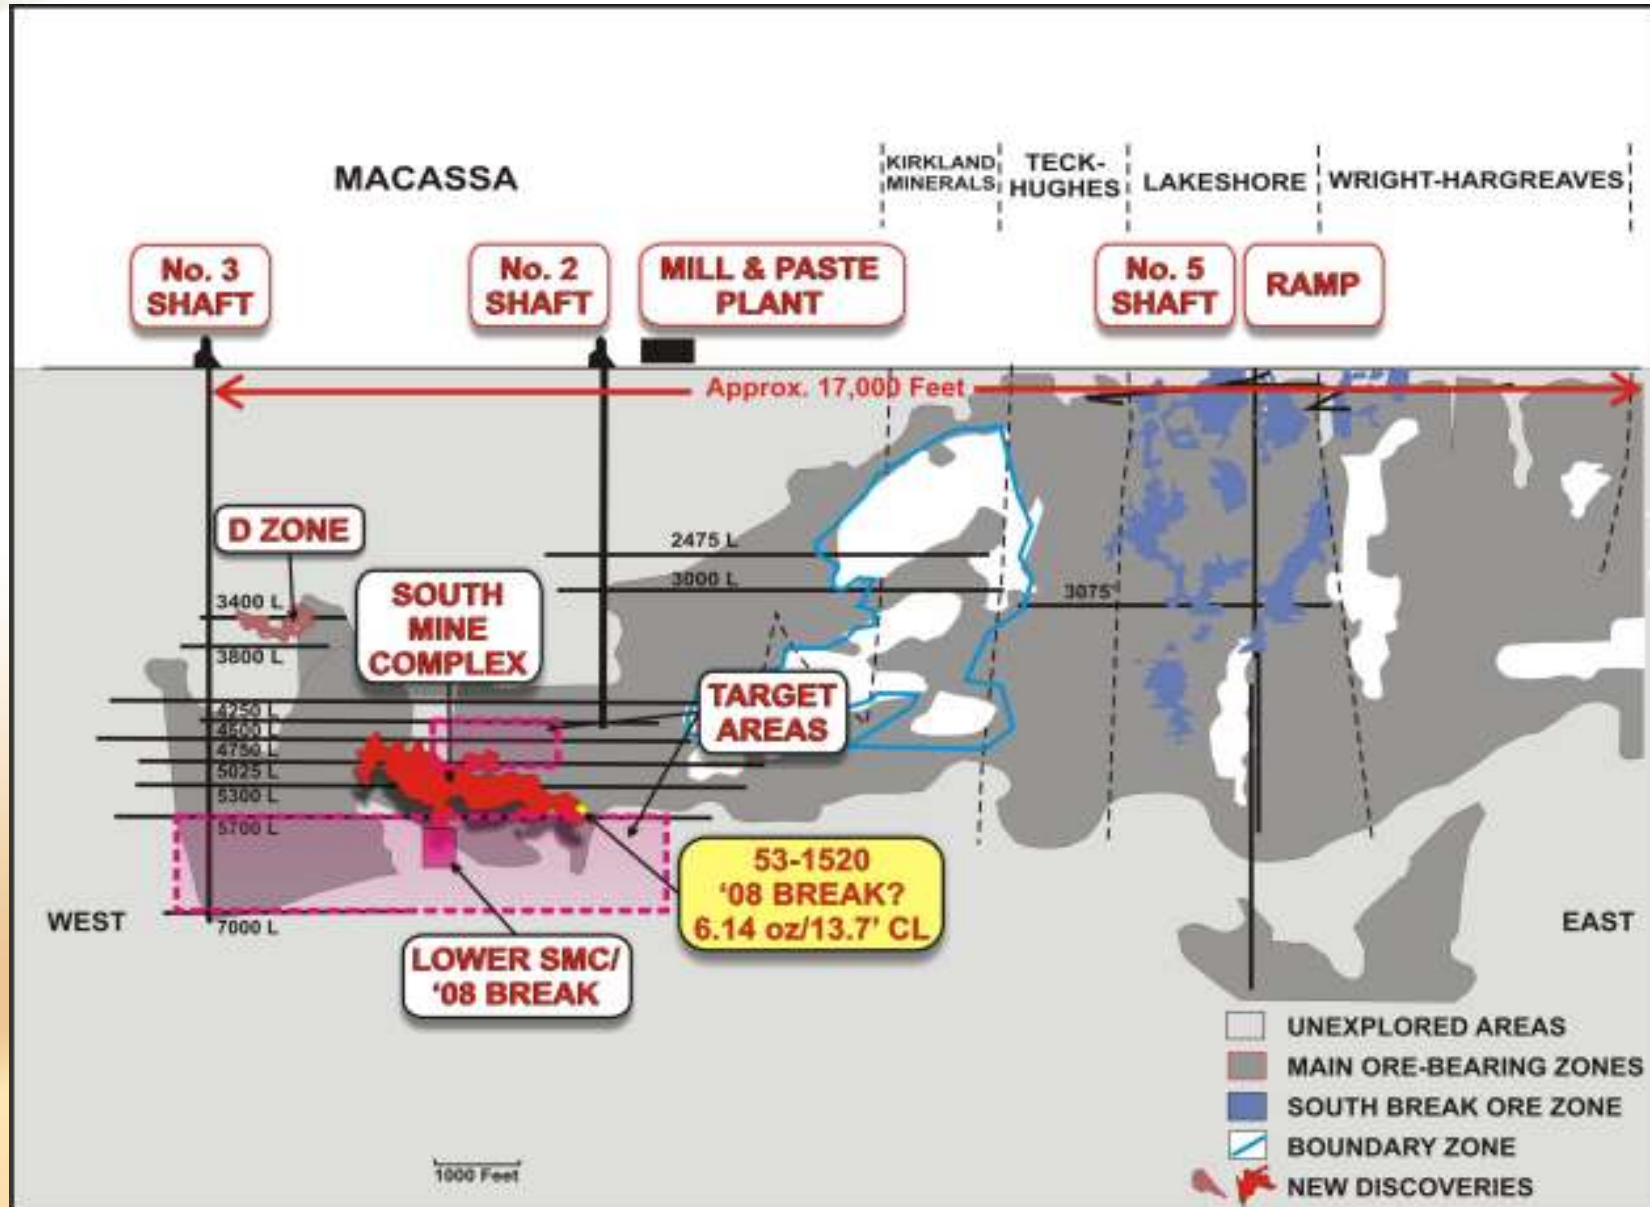 MACASSA
KIRKLAND
MINERALS
TECK-
HUGHES
LAKESHORE
WRIGHT-HARGREAVES
No. 3
SHAFT
No. 2
SHAFT
MILL & PASTE
PLANT
No. 5
SHAFT
RAMP
Approx. 17,000 Feet
D ZONE
2475 L
3000 L
3075'
3400 L
SOUTH
MINE
COMPLEX
3800 L
TARGET
AREAS
4250 L
4500 L
4750 L
5025 L
5300 L
5700 L
53-1520
'08 BREAK?
6.14 oz/13.7' CL
WEST
7000 L
EAST
LOWER SMC/
'08 BREAK
UNEXPLORED AREAS
MAIN ORE-BEARING ZONES
SOUTH BREAK ORE ZONE
BOUNDARY ZONE
NEW DISCOVERIES
1000 Feet